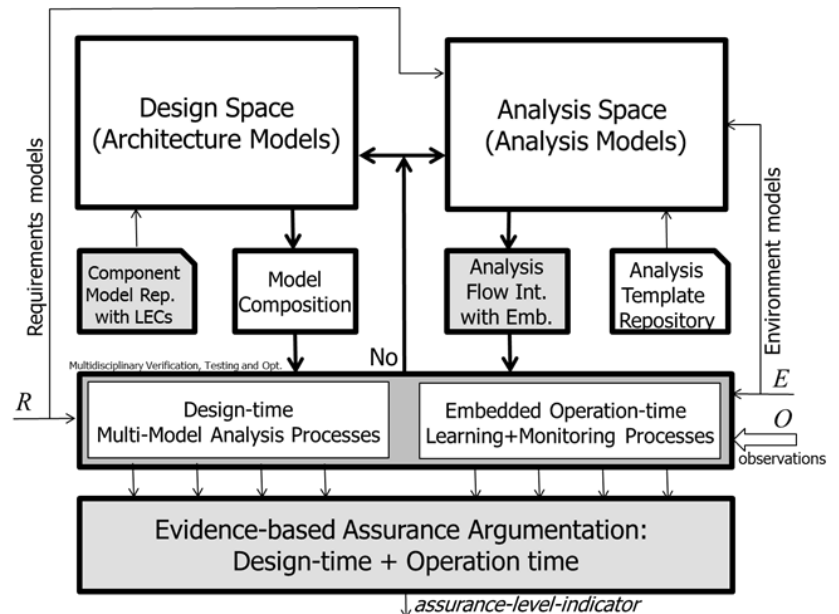 Design Space
(Architecture Models)
Analysis Space
(Analysis Models)
Requirements models
Environment models
Component
Model Rep.
with LECs
Model
Composition
Analysis
Flow Int.
with Emb.
Analysis
Template
Repository
No
Multidisciplinary Verification, Testing and Opt.
R
Design-time
Multi-Model Analysis Processes
Embedded Operation-time
Learning+Monitoring Processes
E
O
observations
Evidence-based Assurance Argumentation:
Design-time + Operation time
assurance-level-indicator